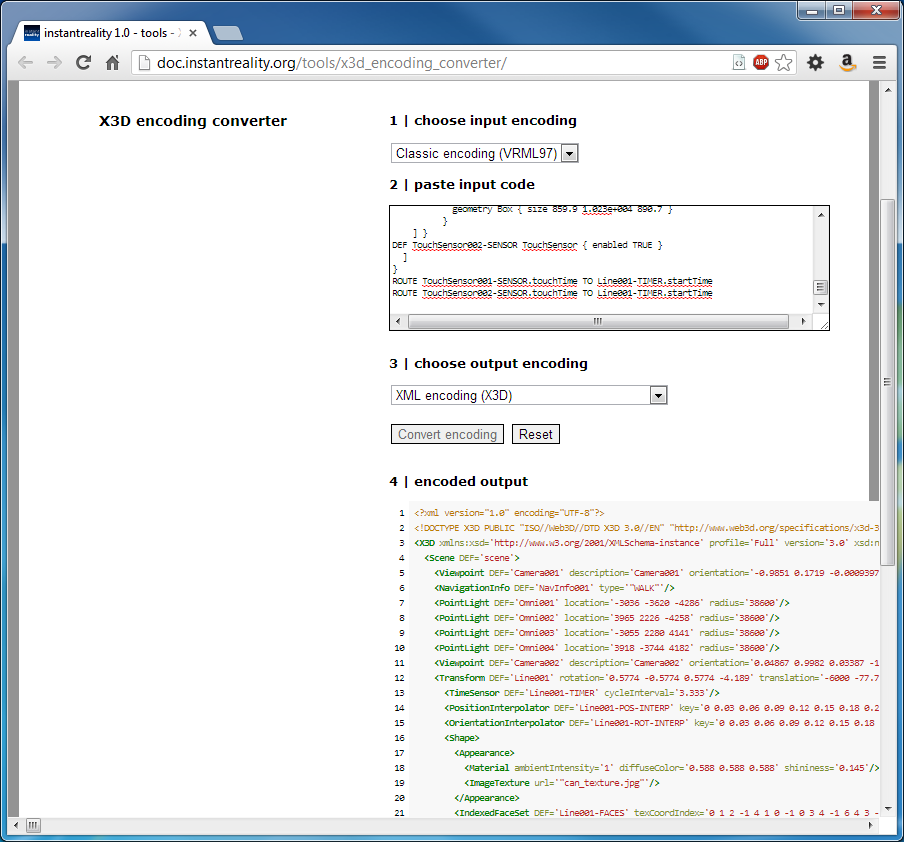 instantreality 1.0 - tools -
doc.instantreality.org/tools/x3d_encoding_converter/
ABP
X3D encoding converter
1 | choose input encoding
Classic encoding (VRML97)
2 | paste input code
geometry Box { size 859.9 1.023e+004 890.7 }
}
] }
DEF TouchSensor002-SENSOR TouchSensor { enabled TRUE }
]
}
ROUTE TouchSensor001-SENSOR.touchTime TO Line001-TIMER.startTime
ROUTE TouchSensor002-SENSOR.touchTime TO Line001-TIMER.startTime
3 | choose output encoding
XML encoding (X3D)
Convert encoding Reset
4 | encoded output
1 <?xml version="1.0" encoding="UTF-8"?>
2 <!DOCTYPE X3D PUBLIC "ISO//Web3D//DTD X3D 3.0//EN" "http://www.web3d.org/specifications/x3d-3
3 <X3D xmlns:xsd='http://www.w3.org/2001/XMLSchema-instance' profile='Full' version='3.0' xsd:n
4 <Scene DEF='scene'>
5 <Viewpoint DEF='Camera001' description='Camera001' orientation='-0.9851 0.1719 -0.0009397
6 <NavigationInfo DEF='NavInfo001' type='"WALK"'/>
7 <PointLight DEF='Omni001' location='-3036 -3620 -4286' radius='38600'/>
8 <PointLight DEF='Omni002' location='3965 2226 -4258' radius='38600'/>
9 <PointLight DEF='Omni003' location='-3055 2280 4141' radius='38600'/>
10 <PointLight DEF='Omni004' location='3918 -3744 4182' radius='38600'/>
11 <Viewpoint DEF='Camera002' description='Camera002' orientation='0.04867 0.9982 0.03387 -1
12 <Transform DEF='Line001' rotation='0.5774 -0.5774 0.5774 -4.189' translation='-6000 -77.7
13 <TimeSensor DEF='Line001-TIMER' cycleInterval='3.333'/>
14 <PositionInterpolator DEF='Line001-POS-INTERP' key='0 0.03 0.06 0.09 0.12 0.15 0.18 0.2
15 <OrientationInterpolator DEF='Line001-ROT-INTERP' key='0 0.03 0.06 0.09 0.12 0.15 0.18
16 <Shape>
17 <Appearance>
18 <Material ambientIntensity='1' diffuseColor='0.588 0.588 0.588' shininess='0.145'/>
19 <ImageTexture url='"can_texture.jpg"'/>
20 </Appearance>
21 <IndexedFaceSet DEF='Line001-FACES' texCoordIndex='0 1 2 -1 4 1 0 -1 0 3 4 -1 6 4 3 -